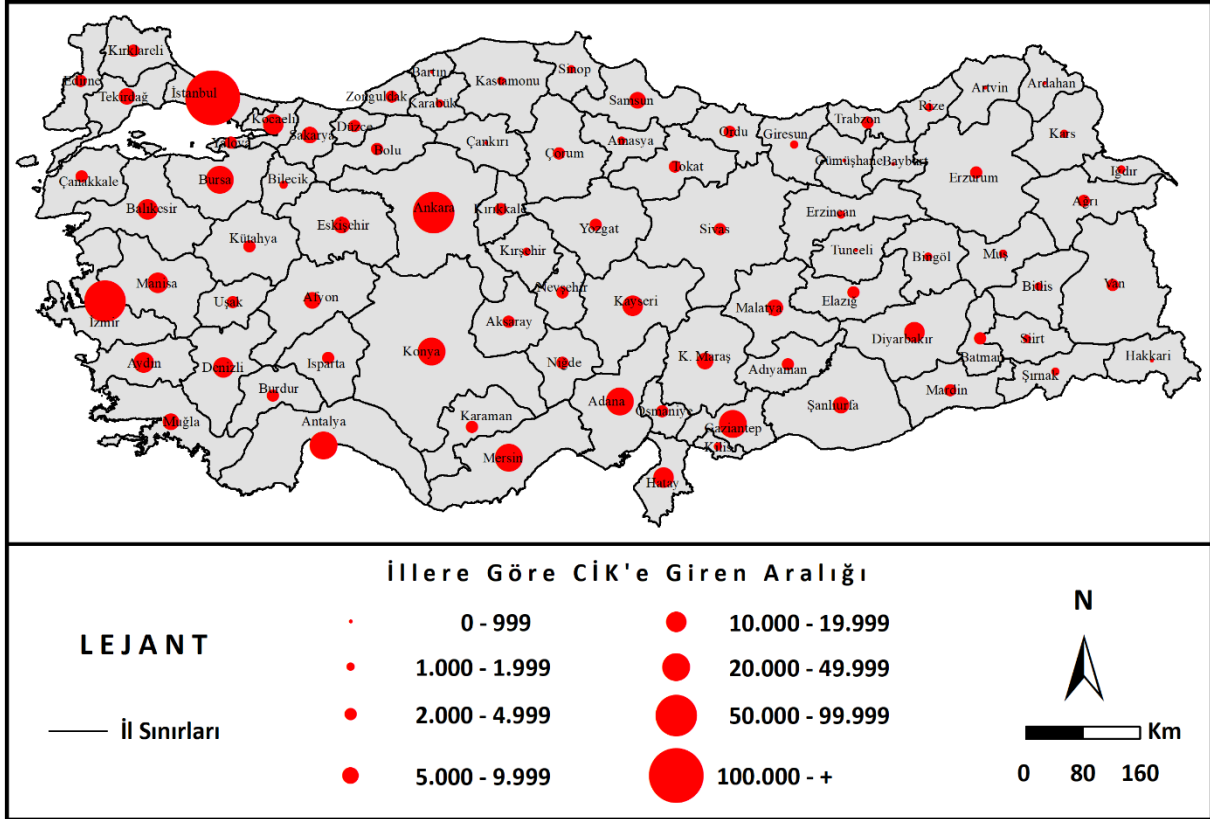 Kırklareli
Edirne
Tekirdağ
İstanbul
Kocaeli
Yalova
Sakarya
Düzce
Zonguldak
Bartın
Karabük
Kastamonu
Sinop
Samsun
Ordu
Giresun
Trabzon
Rize
Artvin
Ardahan
Kars
Iğdır
Ağrı
Erzurum
Bayburt
Gümüşhane
Tokat
Amasya
Çorum
Çankırı
Bolu
Bilecik
Bursa
Çanakkale
Balıkesir
Kütahya
Eskişehir
Ankara
Kırıkkale
Yozgat
Sivas
Erzincan
Tunceli
Bingöl
Muş
Bitlis
Van
Hakkari
Şırnak
Siirt
Batman
Diyarbakır
Elazığ
Malatya
Kayseri
Nevşehir
Kırşehir
Aksaray
Konya
Afyon
Uşak
Manisa
İzmir
Aydın
Denizli
Isparta
Burdur
Muğla
Antalya
Karaman
Mersin
Niğde
Adana
Osmaniye
K. Maraş
Adıyaman
Şanlıurfa
Mardin
Gaziantep
Kilis
Hatay
İllere Göre CİK'e Giren Aralığı
LEJANT
İl Sınırları
0 - 999
1.000 - 1.999
2.000 - 4.999
5.000 - 9.999
10.000 - 19.999
20.000 - 49.999
50.000 - 99.999
100.000 - +
N
Km
0 80 160